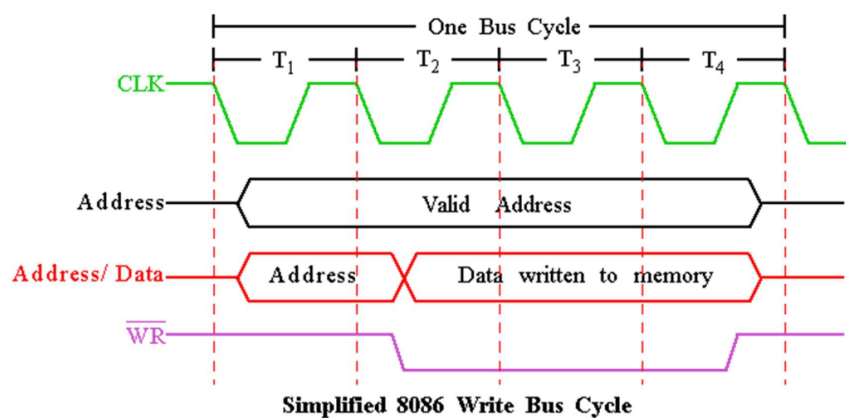 One Bus Cycle
T1 T2 T3 T4
CLK
Address Valid Address
Address/ Data Address Data written to memory
WR
Simplified 8086 Write Bus Cycle